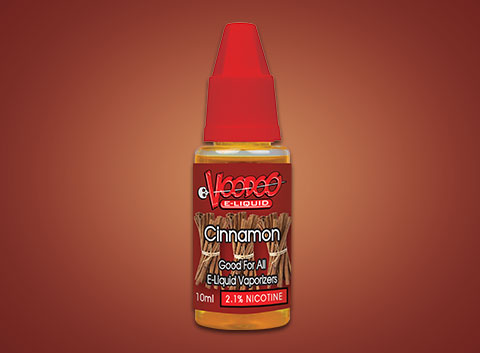 VOODOO
E-LIQUID
Cinnamon
Good For All
E-Liquid Vaporizers
10ml 2.1% NICOTINE